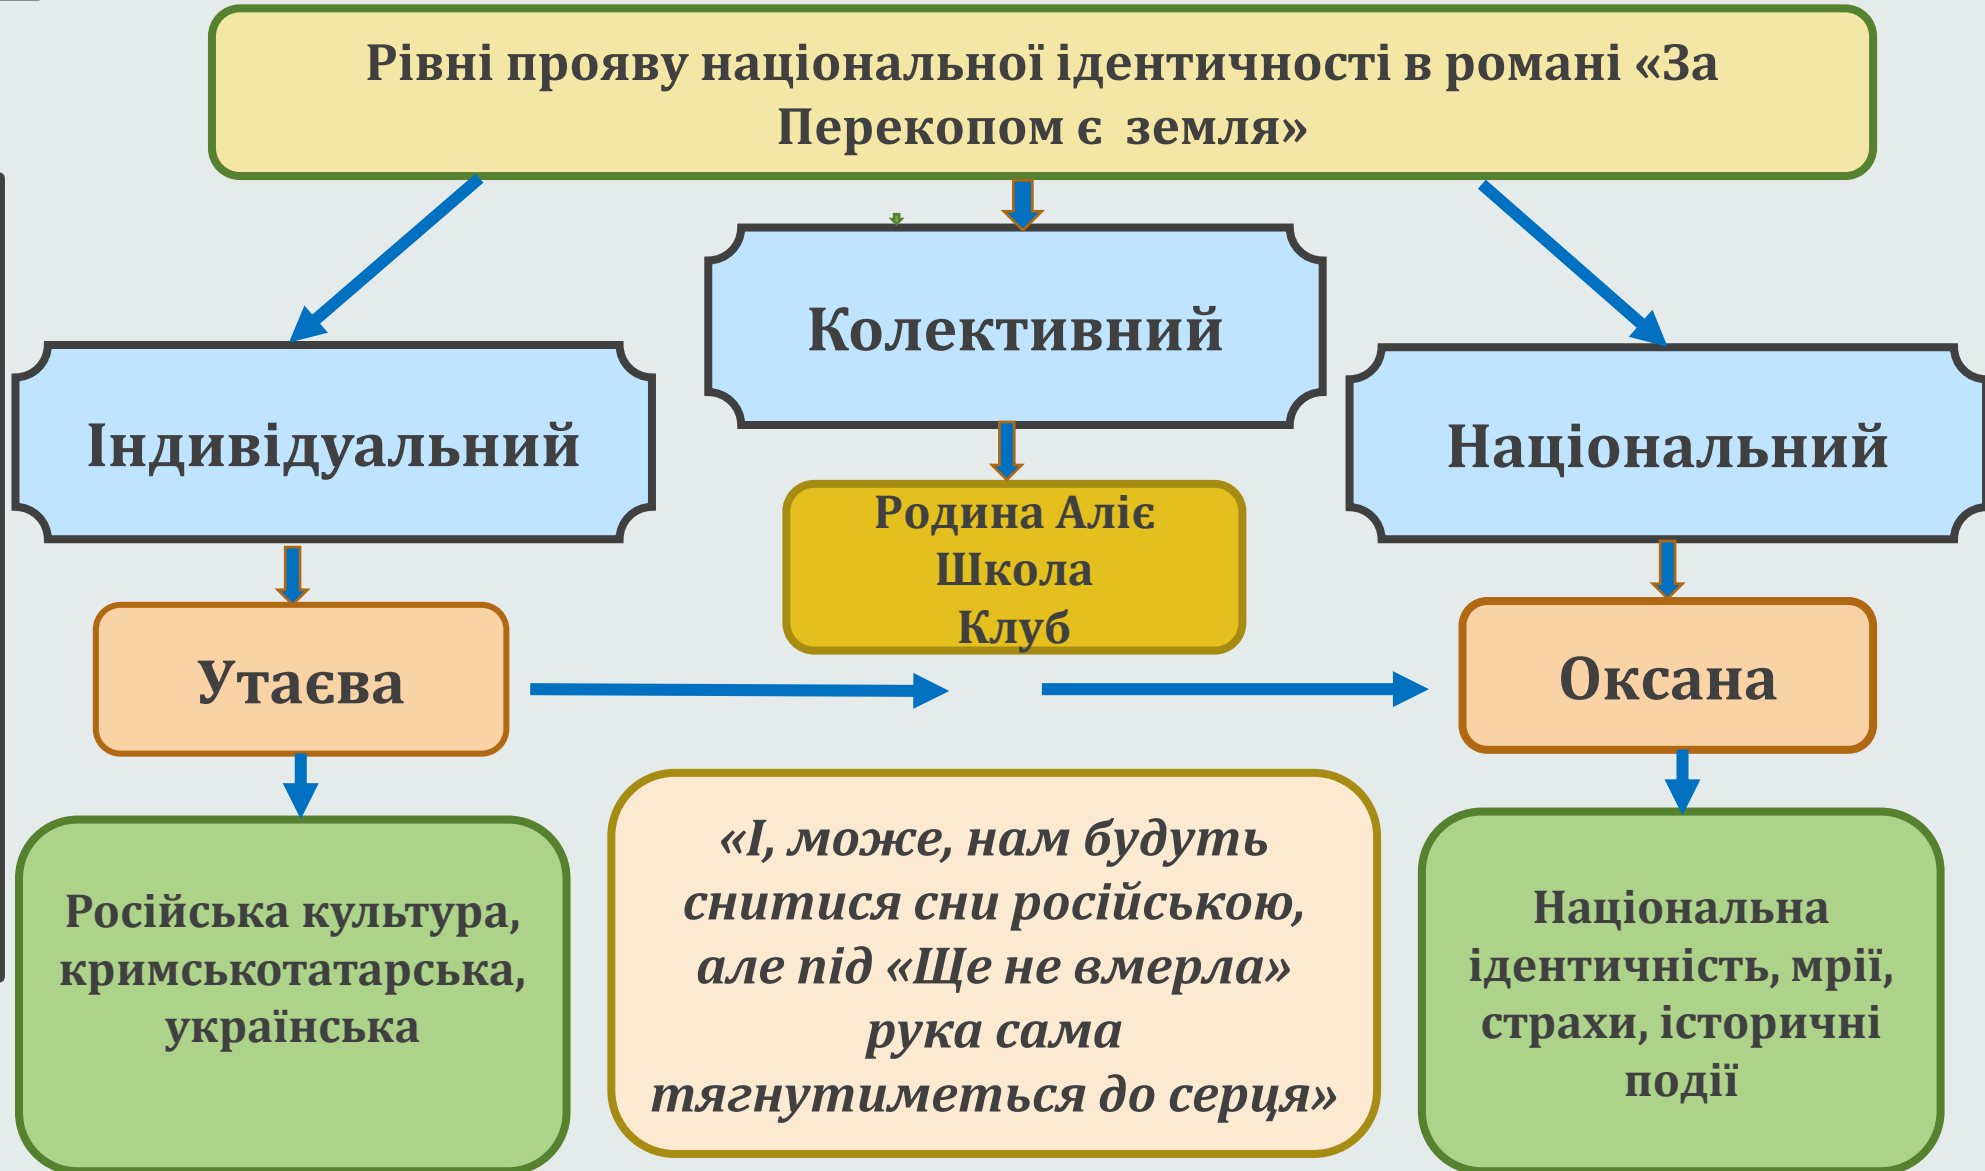 Рівні прояву національної ідентичності в романі «За
Перекопом є земля»
Колективний
Індивідуальний
Національний
Родина Аліє
Школа
Клуб
Утаєва
Оксана
Російська культура,
кримськотатарська,
українська
«І, може, нам будуть
снитися сни російською,
але під «Ще не вмерла»
рука сама
тягнутиметься до серця»
Національна
ідентичність, мрії,
страхи, історичні
події